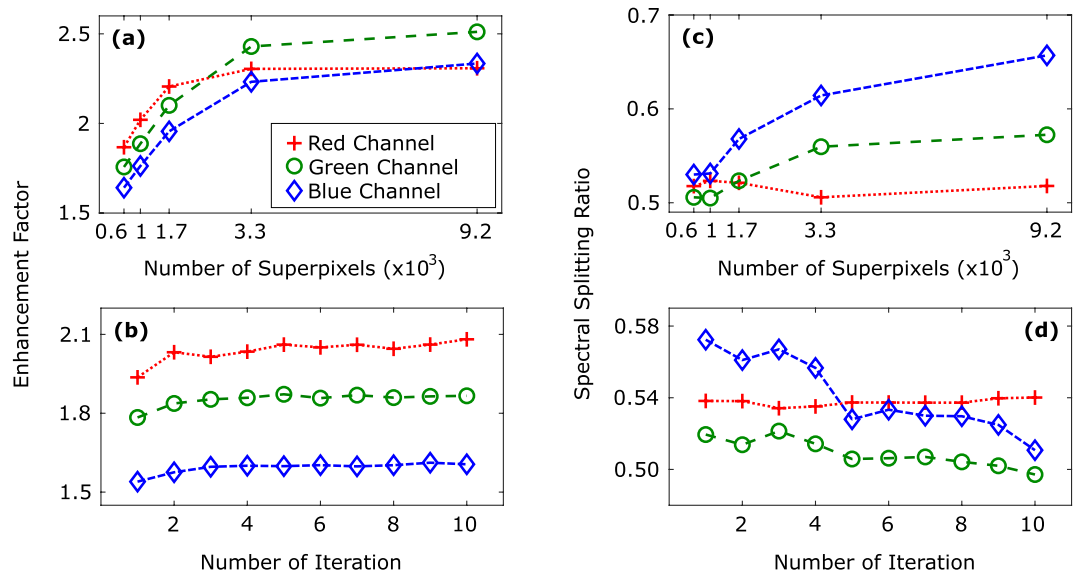 (a)
2.5
2
1.5
0.6 1 1.7 3.3 9.2
Number of Superpixels (x10³)
Red Channel
Green Channel
Blue Channel
Enhancement Factor
(b)
2.1
1.8
1.5
2 4 6 8 10
Number of Iteration
(c)
0.7
0.6
0.5
0.6 1 1.7 3.3 9.2
Number of Superpixels (x10³)
Spectral Splitting Ratio
(d)
0.58
0.54
0.50
2 4 6 8 10
Number of Iteration